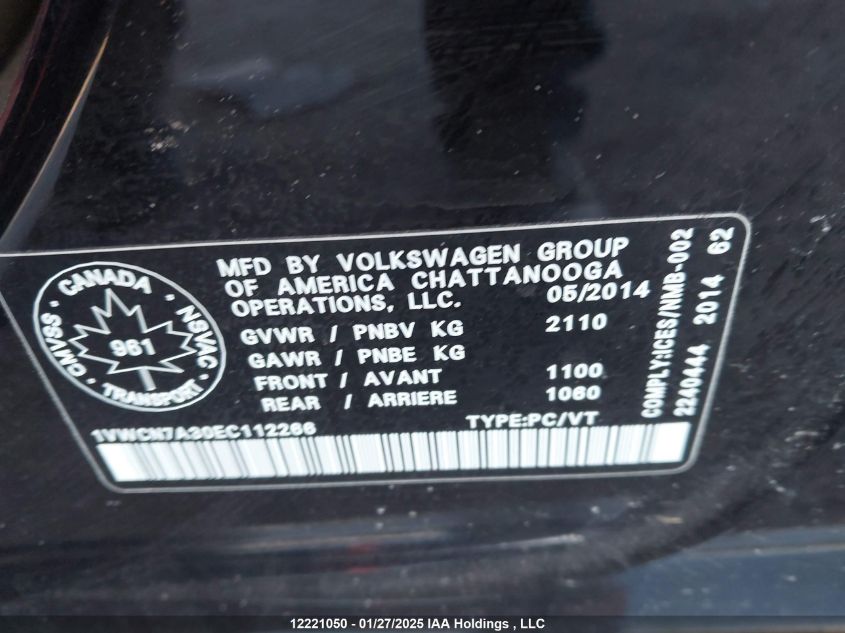 CANADA
CMVSS · NSVAC
961
TRANSPORT
MFD BY VOLKSWAGEN GROUP
OF AMERICA CHATTANOOGA
OPERATIONS, LLC. 05/2014
GVWR / PNBV KG 2110
GAWR / PNBE KG
FRONT / AVANT 1100
REAR / ARRIERE 1060
1VWCN7A30EC112266 TYPE:PC/VT
COMPLY:ICES/NMB-002
2240444 2014 62
12221050 - 01/27/2025 IAA Holdings , LLC